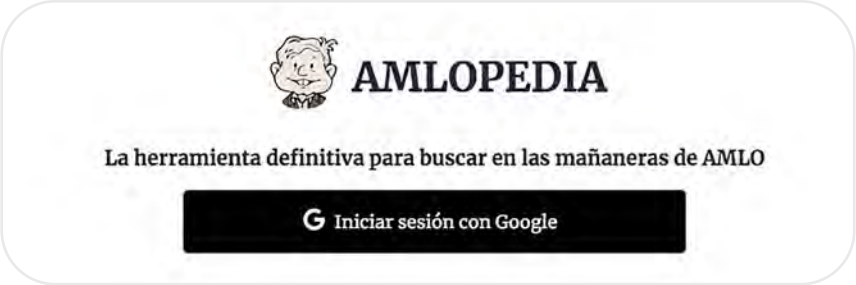 AMLOPEDIA
La herramienta definitiva para buscar en las mañaneras de AMLO
G Iniciar sesión con Google